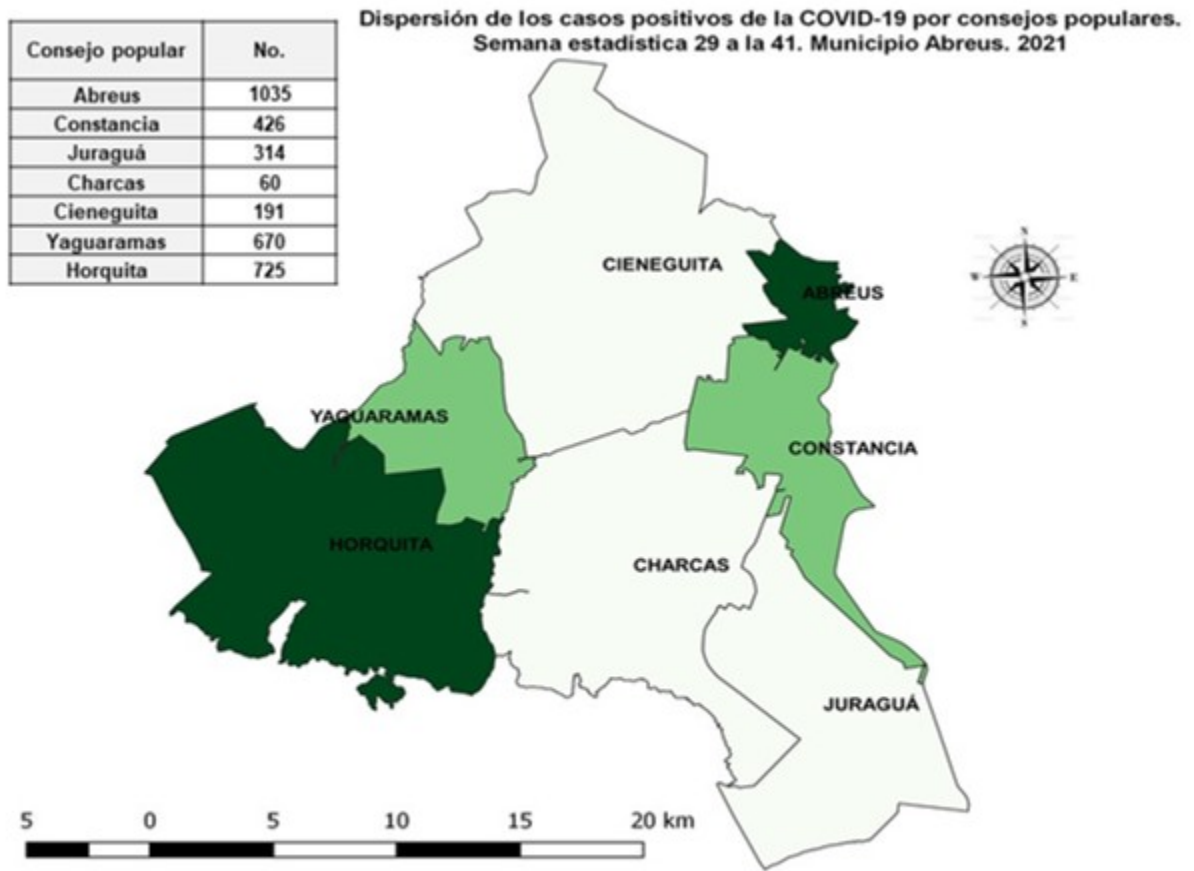 Dispersión de los casos positivos de la COVID-19 por consejos populares.
Semana estadística 29 a la 41. Municipio Abreus. 2021
Consejo popular No.
Abreus 1035
Constancia 426
Juraguá 314
Charcas 60
Cieneguita 191
Yaguaramas 670
Horquita 725
CIENEGUITA
ABREUS
N
W E
S
YAGUARAMAS
CONSTANCIA
HORQUITA
CHARCAS
JURAGUÁ
5 0 5 10 15 20 km